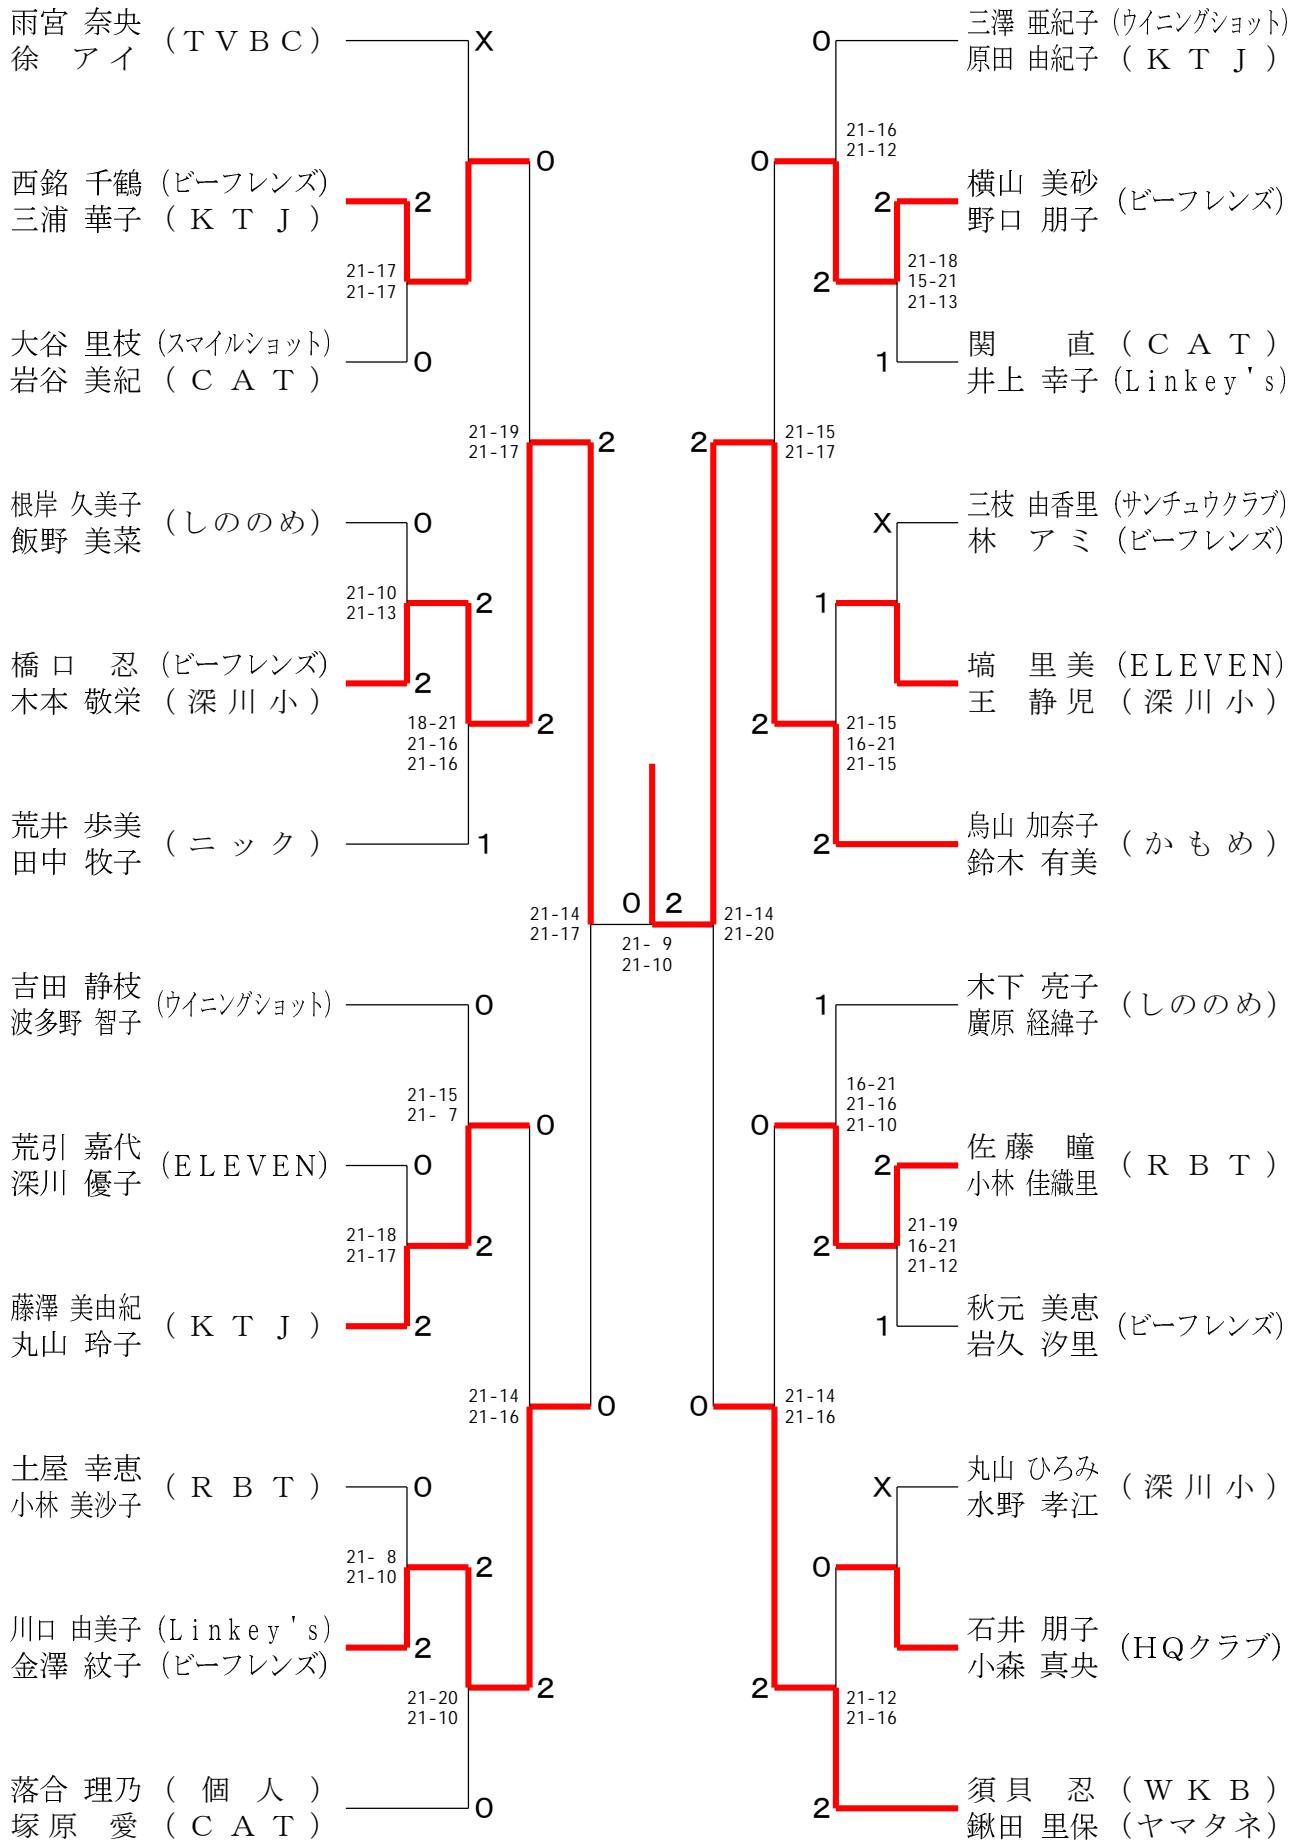 雨宮 奈央
徐 アイ (TVBC)
X
西銘 千鶴 (ビーフレンズ)
三浦 華子 (KTJ)
2
0
21-17
21-17
大谷 里枝 (スマイルショット)
岩谷 美紀 (CAT)
0
21-19
21-17
2
根岸 久美子
飯野 美菜 (しののめ)
0
21-10
21-13
2
橋口 忍 (ビーフレンズ)
木本 敬栄 (深川小)
2
18-21
21-16
21-16
2
荒井 歩美
田中 牧子 (ニック)
1
21-14
21-17
0 2
21- 9
21-10
吉田 静枝
波多野 智子 (ウイニングショット)
0
21-15
21- 7
0
荒引 嘉代
深川 優子 (ELEVEN)
0
21-18
21-17
2
藤澤 美由紀
丸山 玲子 (KTJ)
2
21-14
21-16
0
土屋 幸恵
小林 美沙子 (RBT)
0
21- 8
21-10
2
川口 由美子 (Linkey's)
金澤 紋子 (ビーフレンズ)
2
21-20
21-10
2
落合 理乃 (個人)
塚原 愛 (CAT)
0
三澤 亜紀子 (ウイニングショット)
原田 由紀子 (KTJ)
0
21-16
21-12
0
横山 美砂
野口 朋子 (ビーフレンズ)
2
21-18
15-21
21-13
2
関 直 (CAT)
井上 幸子 (Linkey's)
1
21-15
21-17
2
三枝 由香里 (サンチュウクラブ)
林 アミ (ビーフレンズ)
X
1
塙 里美 (ELEVEN)
王 静児 (深川小)
21-15
16-21
21-15
2
烏山 加奈子
鈴木 有美 (かもめ)
2
21-14
21-20
木下 亮子
廣原 経緯子 (しののめ)
1
16-21
21-16
21-10
0
佐藤 瞳
小林 佳織里 (RBT)
2
21-19
16-21
21-12
2
秋元 美恵
岩久 汐里 (ビーフレンズ)
1
21-14
21-16
0
丸山 ひろみ
水野 孝江 (深川小)
X
0
石井 朋子
小森 真央 (HQクラブ)
21-12
21-16
2
須貝 忍 (WKB)
鍬田 里保 (ヤマタネ)
2